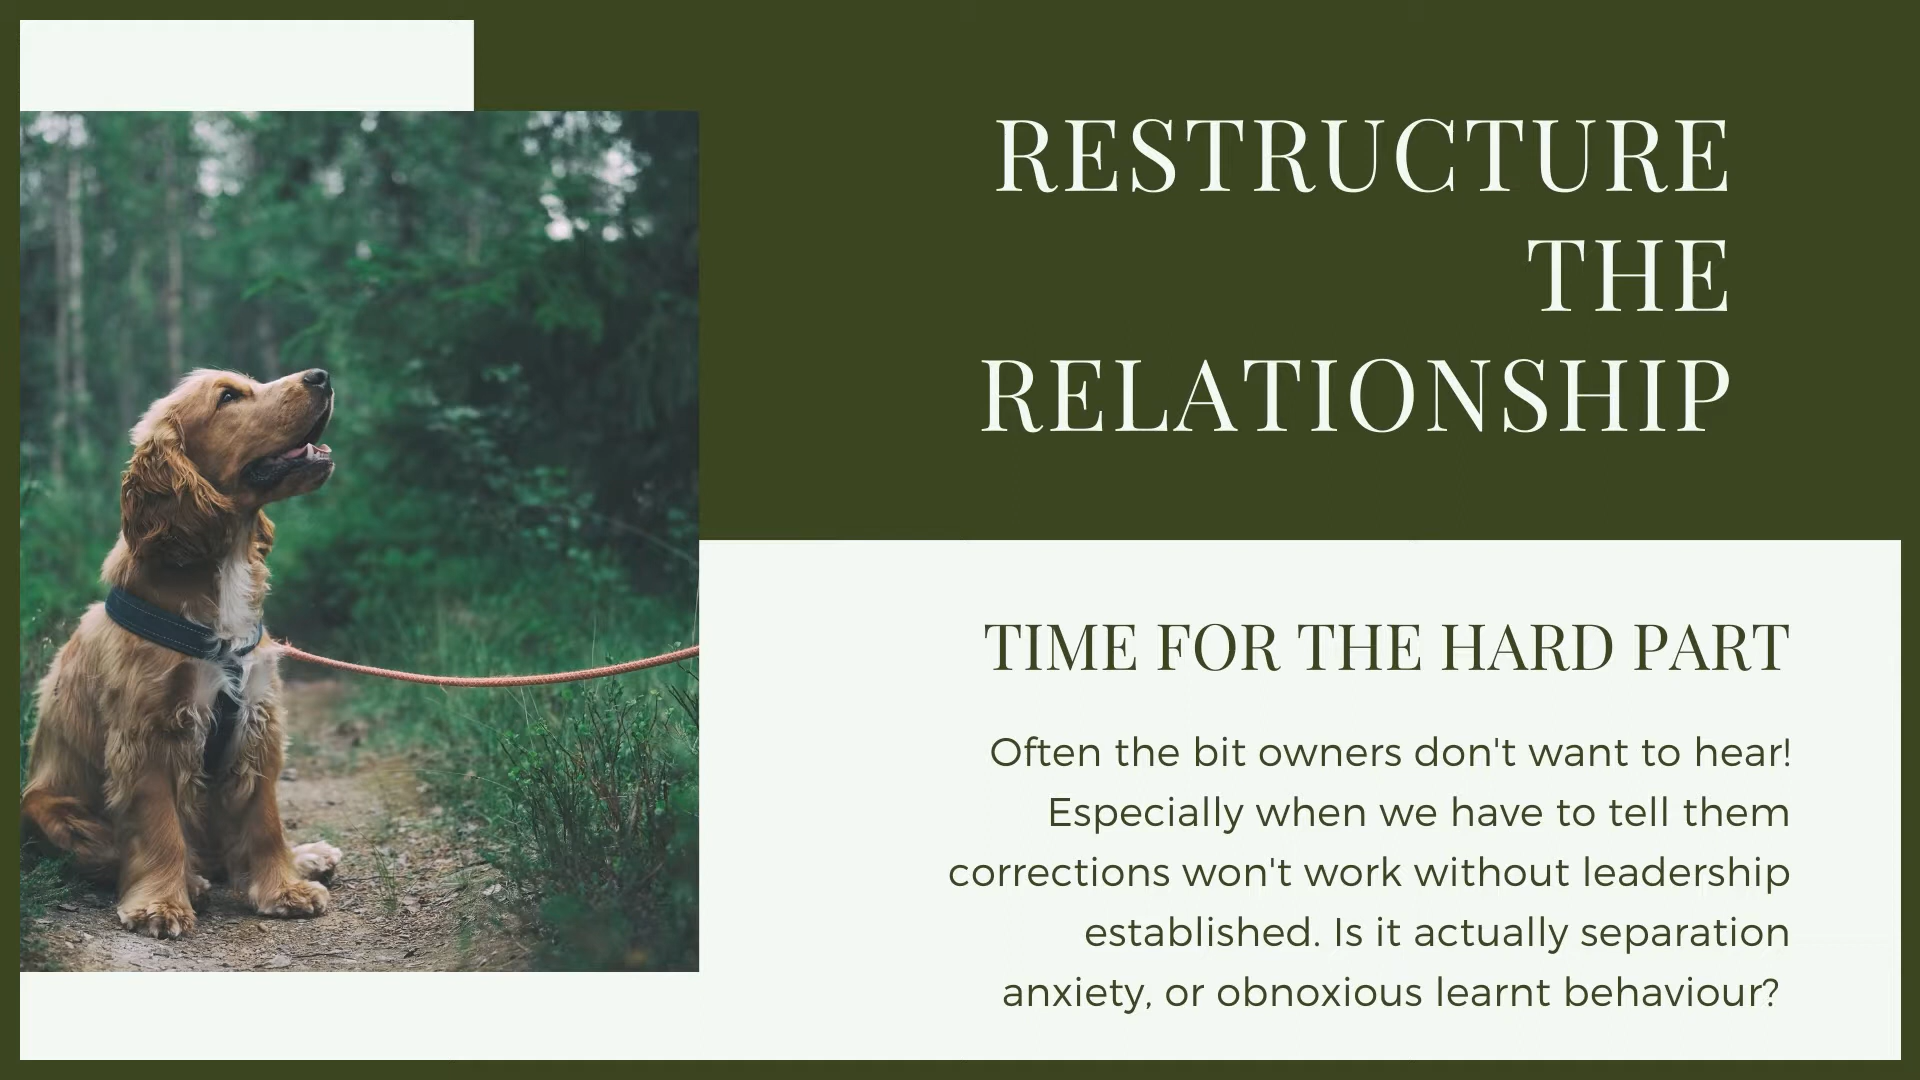 RESTRUCTURE
THE
RELATIONSHIP
TIME FOR THE HARD PART
Often the bit owners don't want to hear!
Especially when we have to tell them
corrections won't work without leadership
established. Is it actually separation
anxiety, or obnoxious learnt behaviour?